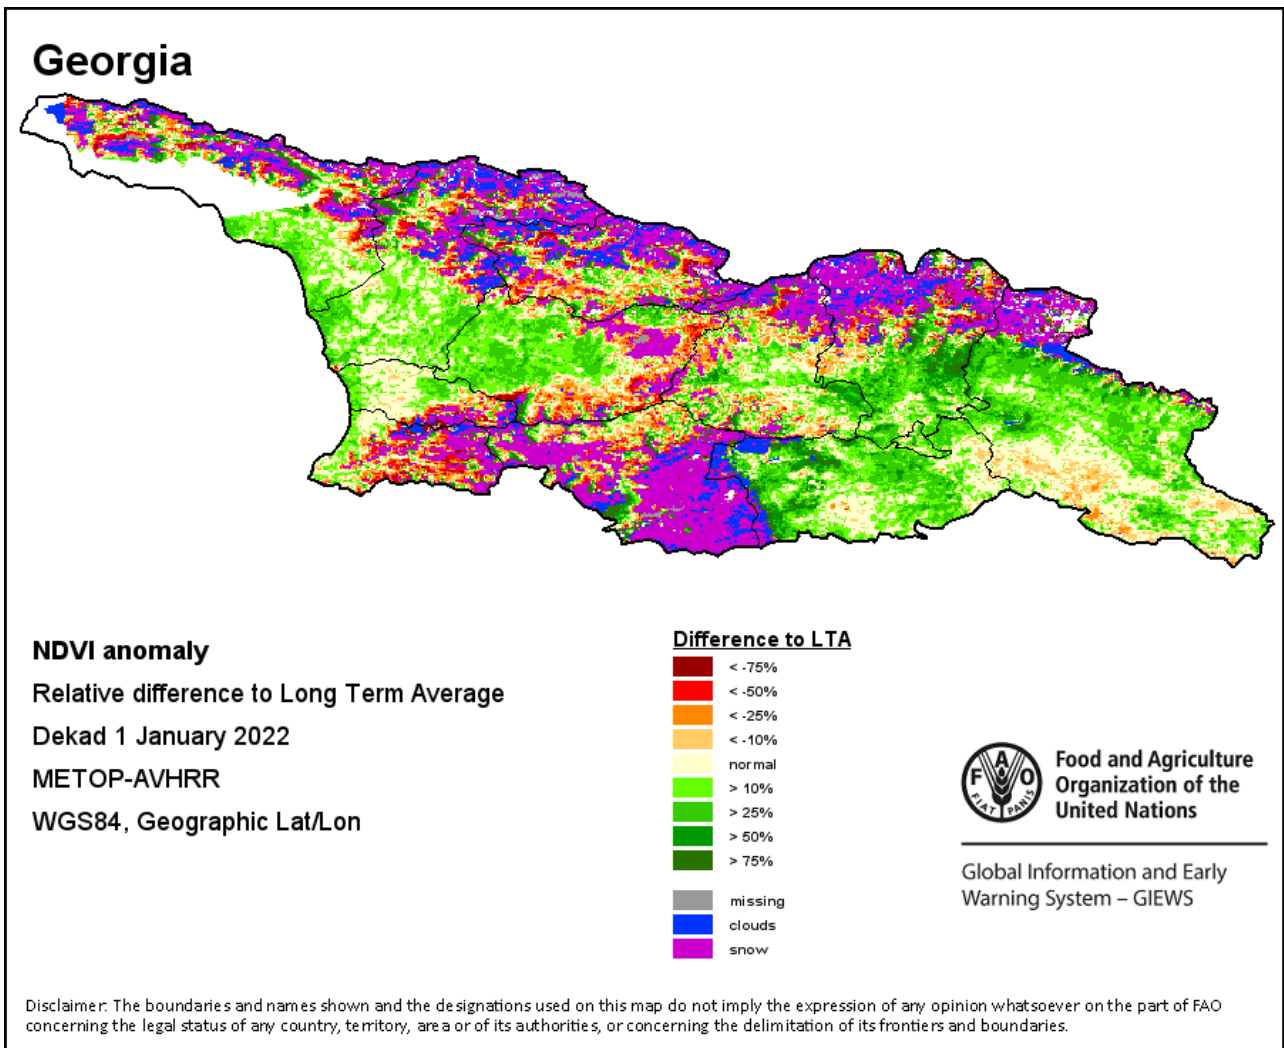 Georgia
NDVI anomaly
Relative difference to Long Term Average
Dekad 1 January 2022
METOP-AVHRR
WGS84, Geographic Lat/Lon
Difference to LTA
< -75%
< -50%
< -25%
< -10%
normal
> 10%
> 25%
> 50%
> 75%
missing
clouds
snow
F A O
FIAT PANIS
Food and Agriculture
Organization of the
United Nations
Global Information and Early
Warning System – GIEWS
Disclaimer: The boundaries and names shown and the designations used on this map do not imply the expression of any opinion whatsoever on the part of FAO
concerning the legal status of any country, territory, area or of its authorities, or concerning the delimitation of its frontiers and boundaries.